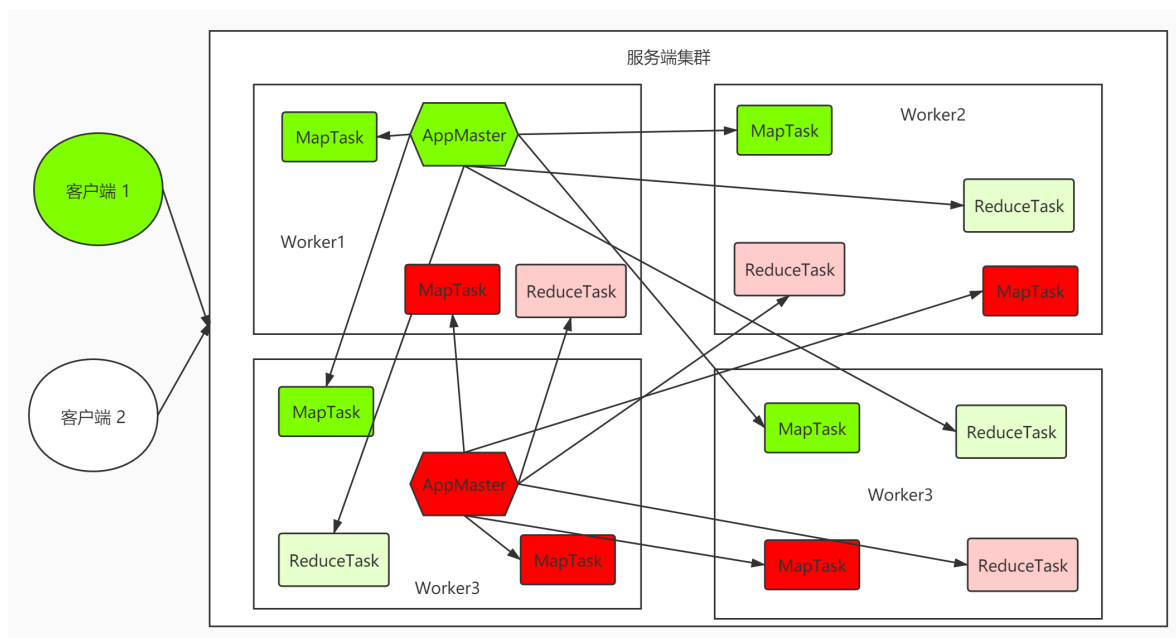 服务端集群
客户端 1
客户端 2
MapTask
AppMaster
Worker1
MapTask
ReduceTask
MapTask
Worker2
ReduceTask
ReduceTask
MapTask
MapTask
AppMaster
ReduceTask
MapTask
Worker3
MapTask
ReduceTask
Worker3
MapTask
ReduceTask